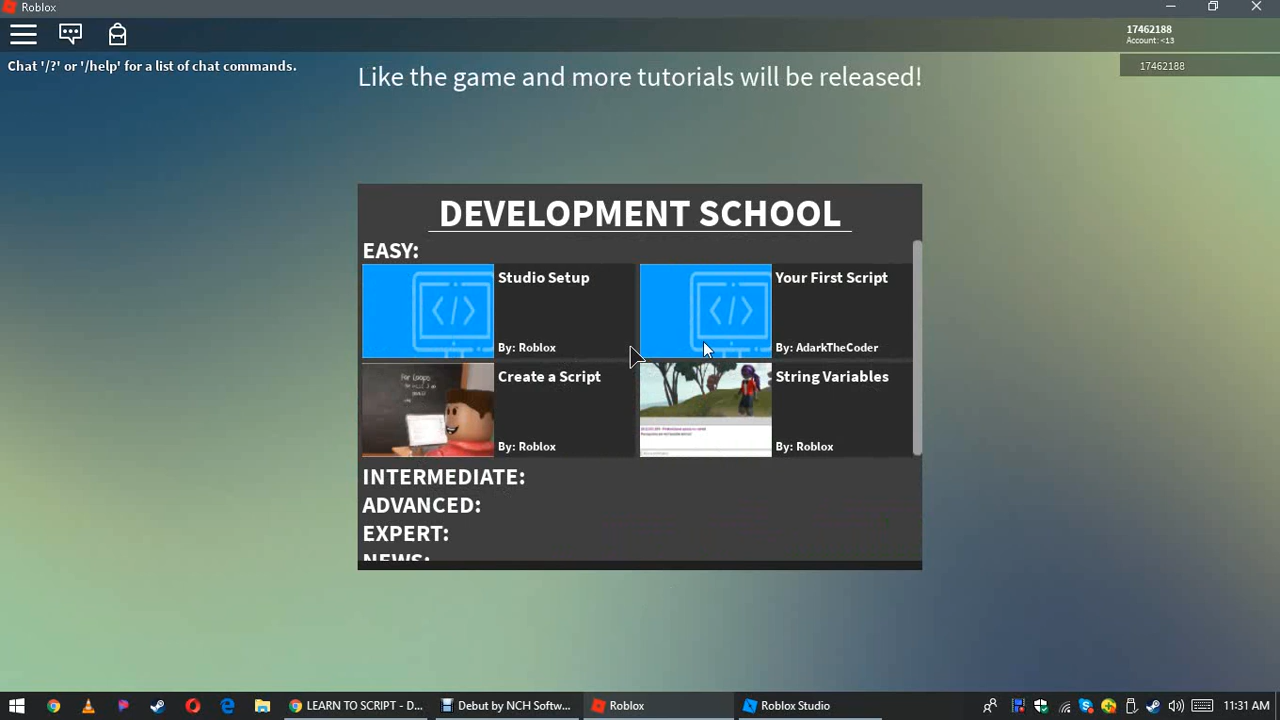 Roblox
17462188
Account: <13
Chat '/?' or '/help' for a list of chat commands.
17462188
Like the game and more tutorials will be released!
DEVELOPMENT SCHOOL
EASY:
Studio Setup
By: Roblox
Your First Script
By: AdarkTheCoder
Create a Script
By: Roblox
String Variables
By: Roblox
INTERMEDIATE:
ADVANCED:
EXPERT:
NEWS:
LEARN TO SCRIPT - D...
Debut by NCH Softw...
Roblox
Roblox Studio
11:31 AM